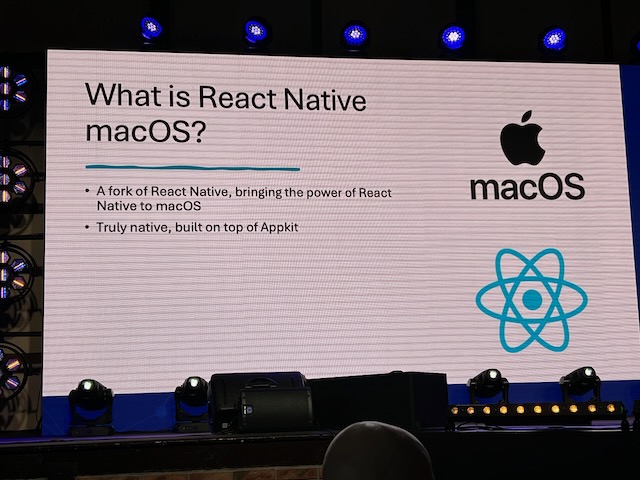 What is React Native
macOS?
• A fork of React Native, bringing the power of React
Native to macOS
• Truly native, built on top of Appkit
macOS